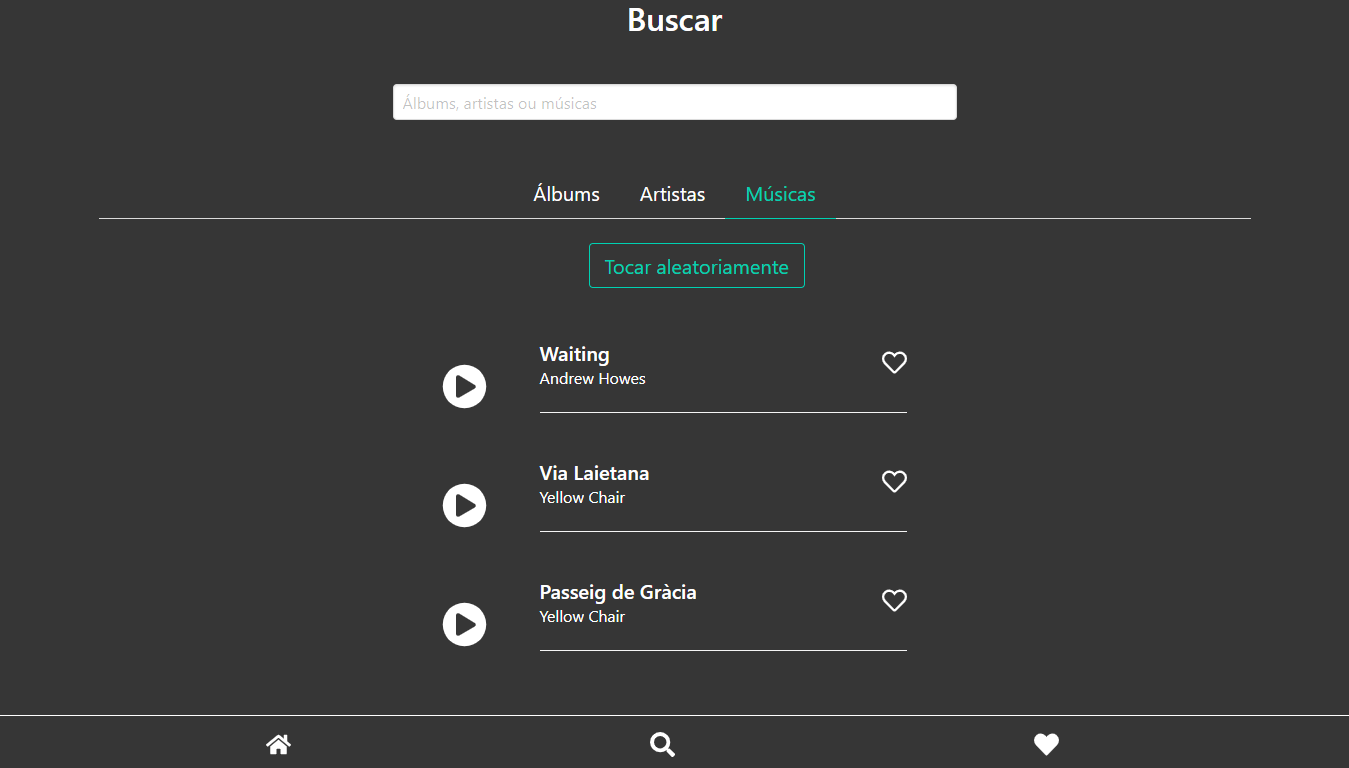 Buscar
Álbums, artistas ou músicas
Álbums Artistas Músicas
Tocar aleatoriamente
Waiting
Andrew Howes
Via Laietana
Yellow Chair
Passeig de Gràcia
Yellow Chair